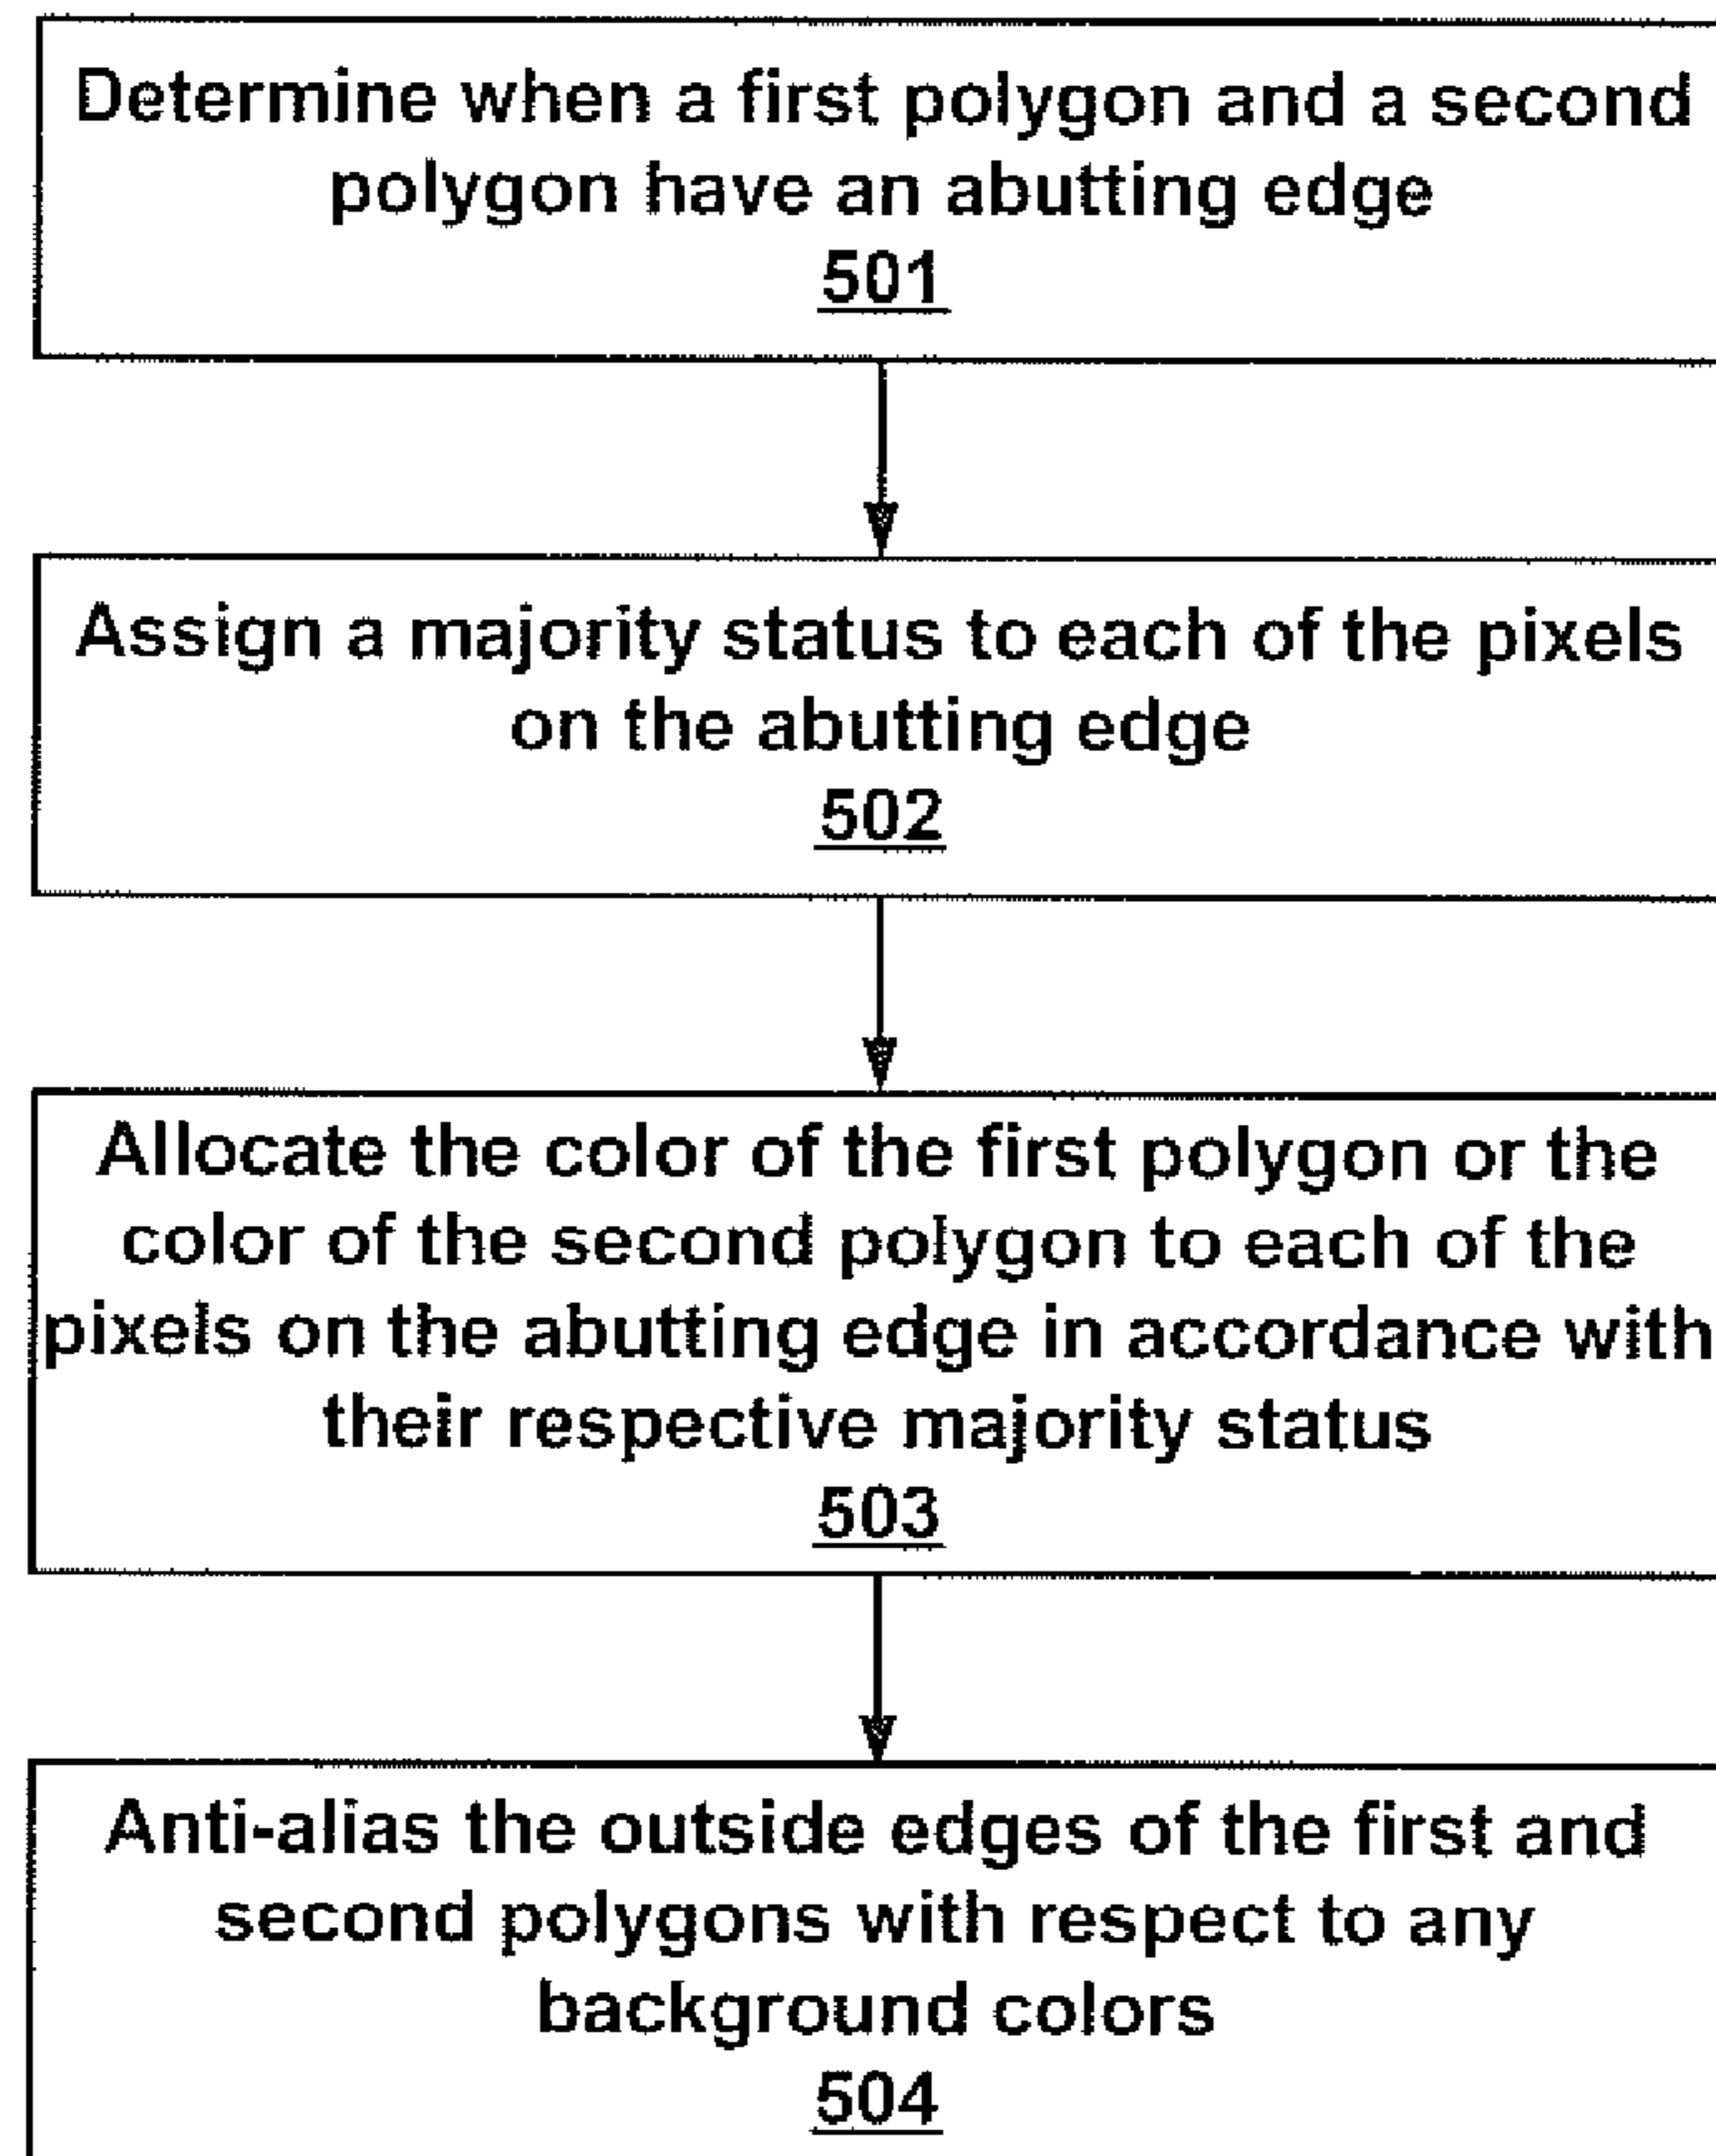 Determine when a first polygon and a second
polygon have an abutting edge
501
Assign a majority status to each of the pixels
on the abutting edge
502
Allocate the color of the first polygon or the
color of the second polygon to each of the
pixels on the abutting edge in accordance with
their respective majority status
503
Anti-alias the outside edges of the first and
second polygons with respect to any
background colors
504